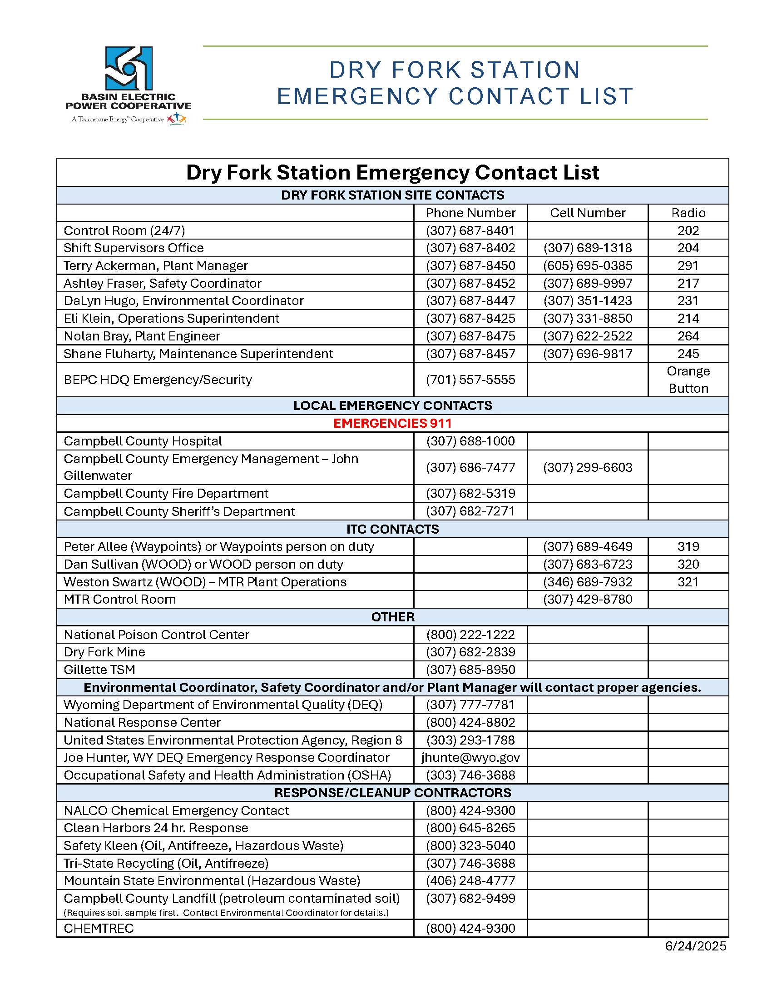 BASIN ELECTRIC
POWER COOPERATIVE
A Touchstone Energy® Cooperative
DRY FORK STATION
EMERGENCY CONTACT LIST
Dry Fork Station Emergency Contact List
DRY FORK STATION SITE CONTACTS
Phone Number Cell Number Radio
Control Room (24/7) (307) 687-8401 202
Shift Supervisors Office (307) 687-8402 (307) 689-1318 204
Terry Ackerman, Plant Manager (307) 687-8450 (605) 695-0385 291
Ashley Fraser, Safety Coordinator (307) 687-8452 (307) 689-9997 217
DaLyn Hugo, Environmental Coordinator (307) 687-8447 (307) 351-1423 231
Eli Klein, Operations Superintendent (307) 687-8425 (307) 331-8850 214
Nolan Bray, Plant Engineer (307) 687-8475 (307) 622-2522 264
Shane Fluharty, Maintenance Superintendent (307) 687-8457 (307) 696-9817 245
BEPC HDQ Emergency/Security (701) 557-5555 Orange
Button
LOCAL EMERGENCY CONTACTS
EMERGENCIES 911
Campbell County Hospital (307) 688-1000
Campbell County Emergency Management – John
Gillenwater (307) 686-7477 (307) 299-6603
Campbell County Fire Department (307) 682-5319
Campbell County Sheriff’s Department (307) 682-7271
ITC CONTACTS
Peter Allee (Waypoints) or Waypoints person on duty (307) 689-4649 319
Dan Sullivan (WOOD) or WOOD person on duty (307) 683-6723 320
Weston Swartz (WOOD) – MTR Plant Operations (346) 689-7932 321
MTR Control Room (307) 429-8780
OTHER
National Poison Control Center (800) 222-1222
Dry Fork Mine (307) 682-2839
Gillette TSM (307) 685-8950
Environmental Coordinator, Safety Coordinator and/or Plant Manager will contact proper agencies.
Wyoming Department of Environmental Quality (DEQ) (307) 777-7781
National Response Center (800) 424-8802
United States Environmental Protection Agency, Region 8 (303) 293-1788
Joe Hunter, WY DEQ Emergency Response Coordinator jhunte@wyo.gov
Occupational Safety and Health Administration (OSHA) (303) 746-3688
RESPONSE/CLEANUP CONTRACTORS
NALCO Chemical Emergency Contact (800) 424-9300
Clean Harbors 24 hr. Response (800) 645-8265
Safety Kleen (Oil, Antifreeze, Hazardous Waste) (800) 323-5040
Tri-State Recycling (Oil, Antifreeze) (307) 746-3688
Mountain State Environmental (Hazardous Waste) (406) 248-4777
Campbell County Landfill (petroleum contaminated soil) (307) 682-9499
(Requires soil sample first. Contact Environmental Coordinator for details.)
CHEMTREC (800) 424-9300
6/24/2025